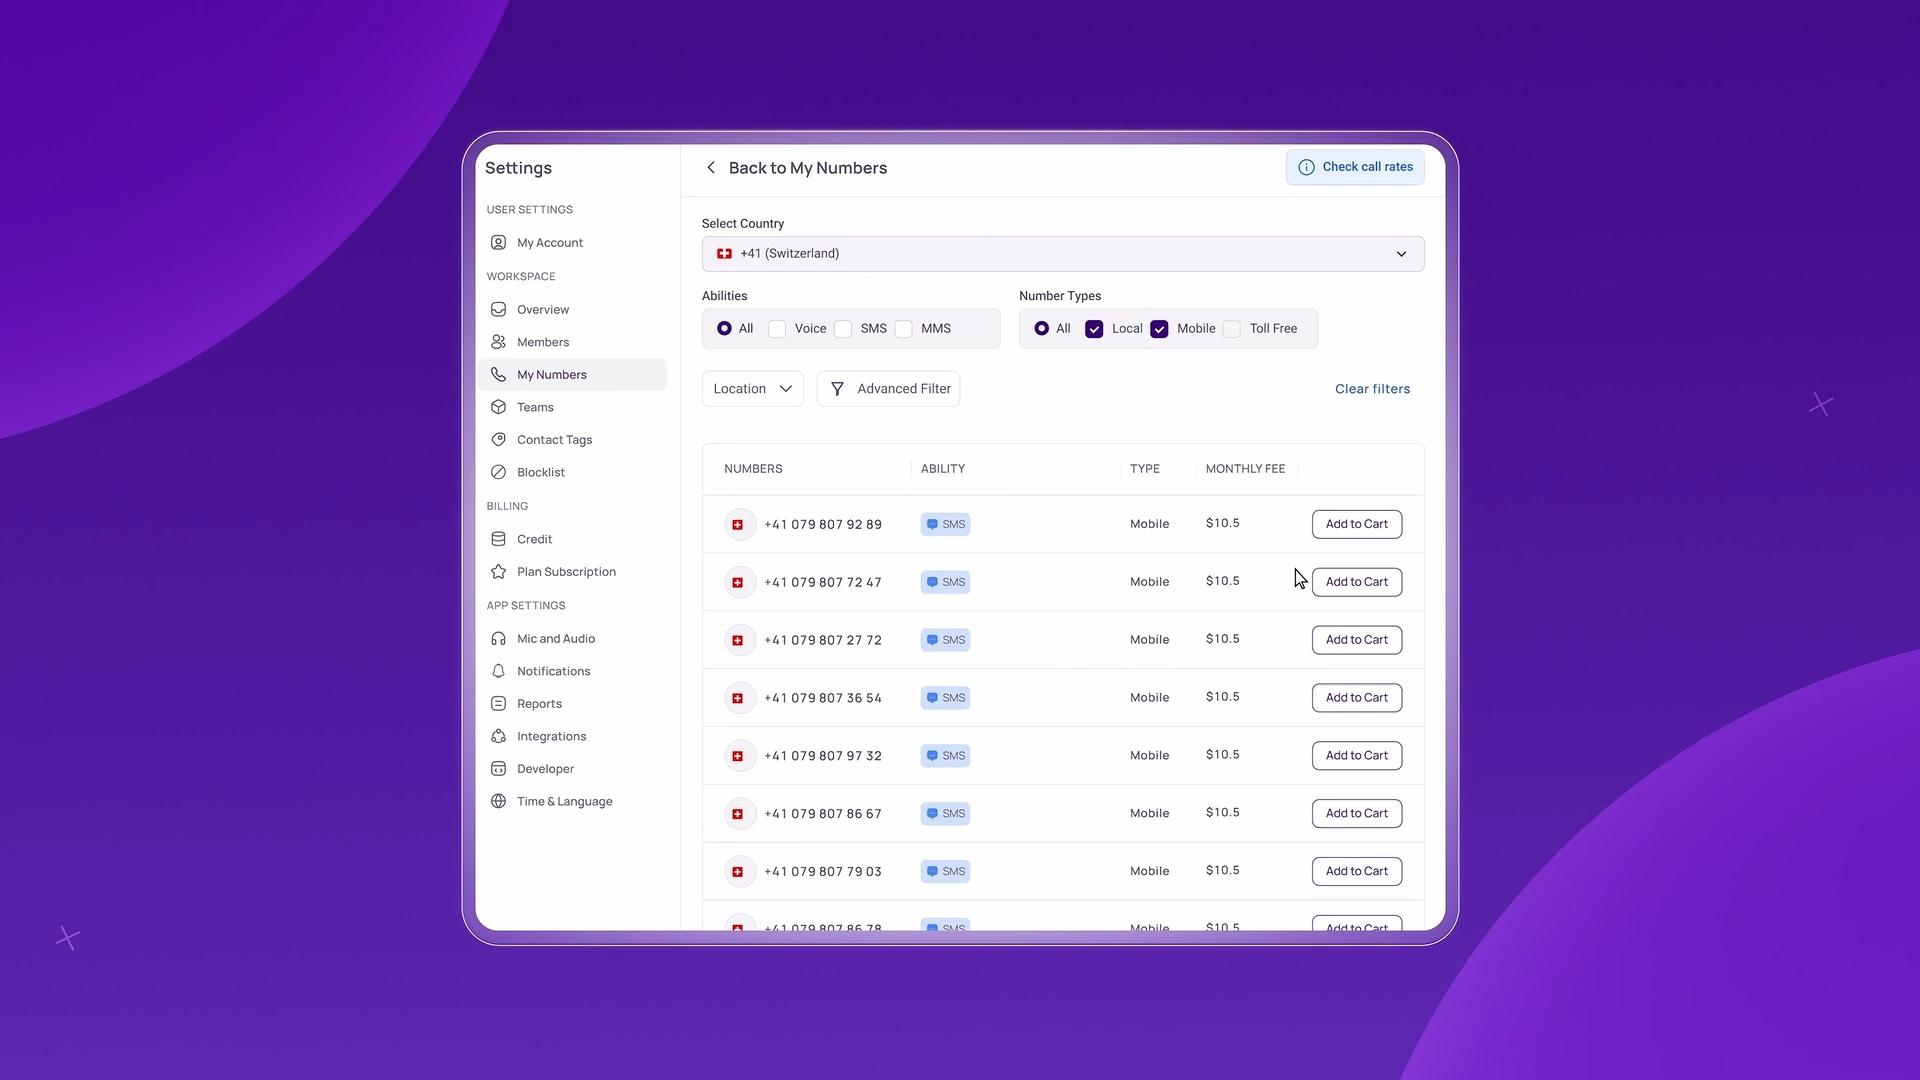 Settings
USER SETTINGS
My Account
WORKSPACE
Overview
Members
My Numbers
Teams
Contact Tags
Blocklist
BILLING
Credit
Plan Subscription
APP SETTINGS
Mic and Audio
Notifications
Reports
Integrations
Developer
Time & Language
Back to My Numbers
Check call rates
Select Country
+41 (Switzerland)
Abilities
All Voice SMS MMS
Number Types
All Local Mobile Toll Free
Location
Advanced Filter
Clear filters
NUMBERS ABILITY TYPE MONTHLY FEE
+41 079 807 92 89 SMS Mobile $10.5 Add to Cart
+41 079 807 72 47 SMS Mobile $10.5 Add to Cart
+41 079 807 27 72 SMS Mobile $10.5 Add to Cart
+41 079 807 36 54 SMS Mobile $10.5 Add to Cart
+41 079 807 97 32 SMS Mobile $10.5 Add to Cart
+41 079 807 86 67 SMS Mobile $10.5 Add to Cart
+41 079 807 79 03 SMS Mobile $10.5 Add to Cart
+41 079 807 86 78 SMS Mobile $10.5 Add to Cart